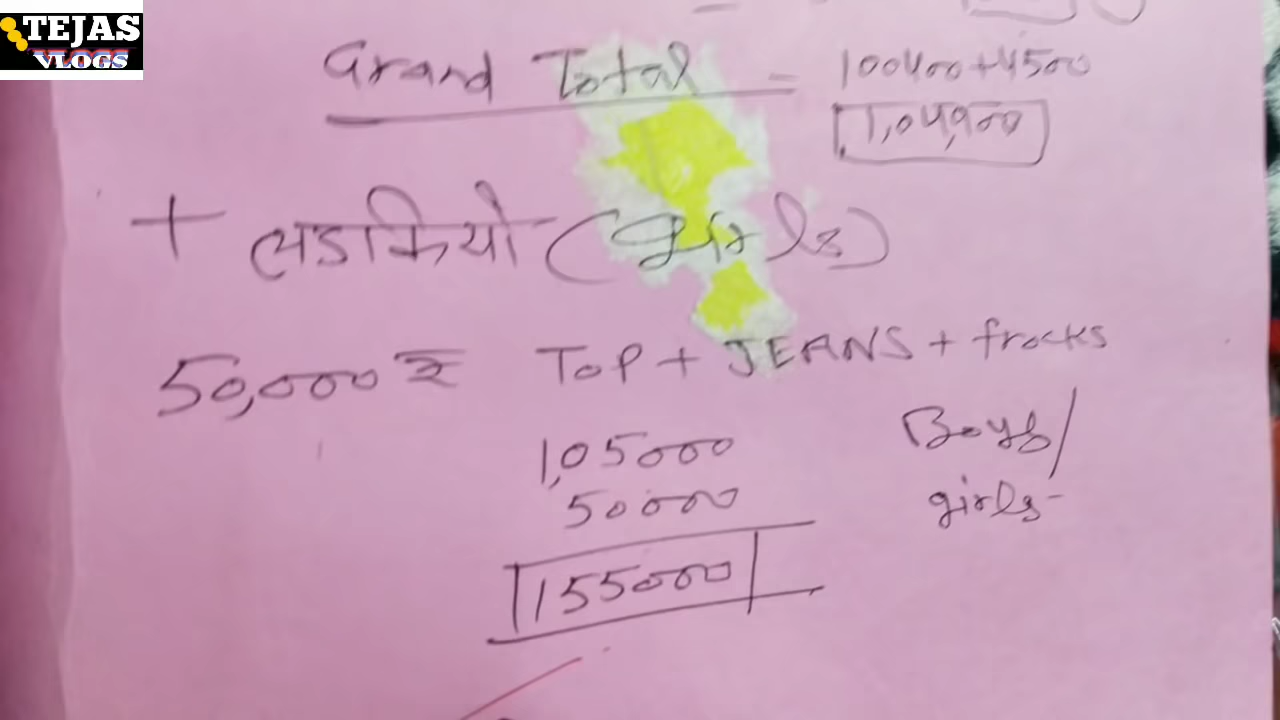 TEJAS
VLOGS
Grand Total = 100400+4500
1,04,900
+ लडकियो (Girls)
50,000 ₹ Top + JEANS + frocks
1,05000 Boys/
50000 girls-
155000